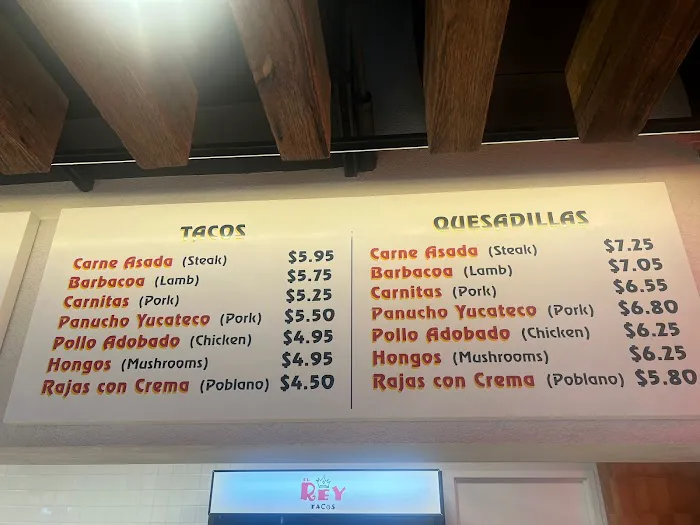 TACOS
Carne Asada (Steak) $5.95
Barbacoa (Lamb) $5.75
Carnitas (Pork) $5.25
Panucho Yucateco (Pork) $5.50
Pollo Adobado (Chicken) $4.95
Hongos (Mushrooms) $4.95
Rajas con Crema (Poblano) $4.50
QUESADILLAS
Carne Asada (Steak) $7.25
Barbacoa (Lamb) $7.05
Carnitas (Pork) $6.55
Panucho Yucateco (Pork) $6.80
Pollo Adobado (Chicken) $6.25
Hongos (Mushrooms) $6.25
Rajas con Crema (Poblano) $5.80
EL
REY
TACOS